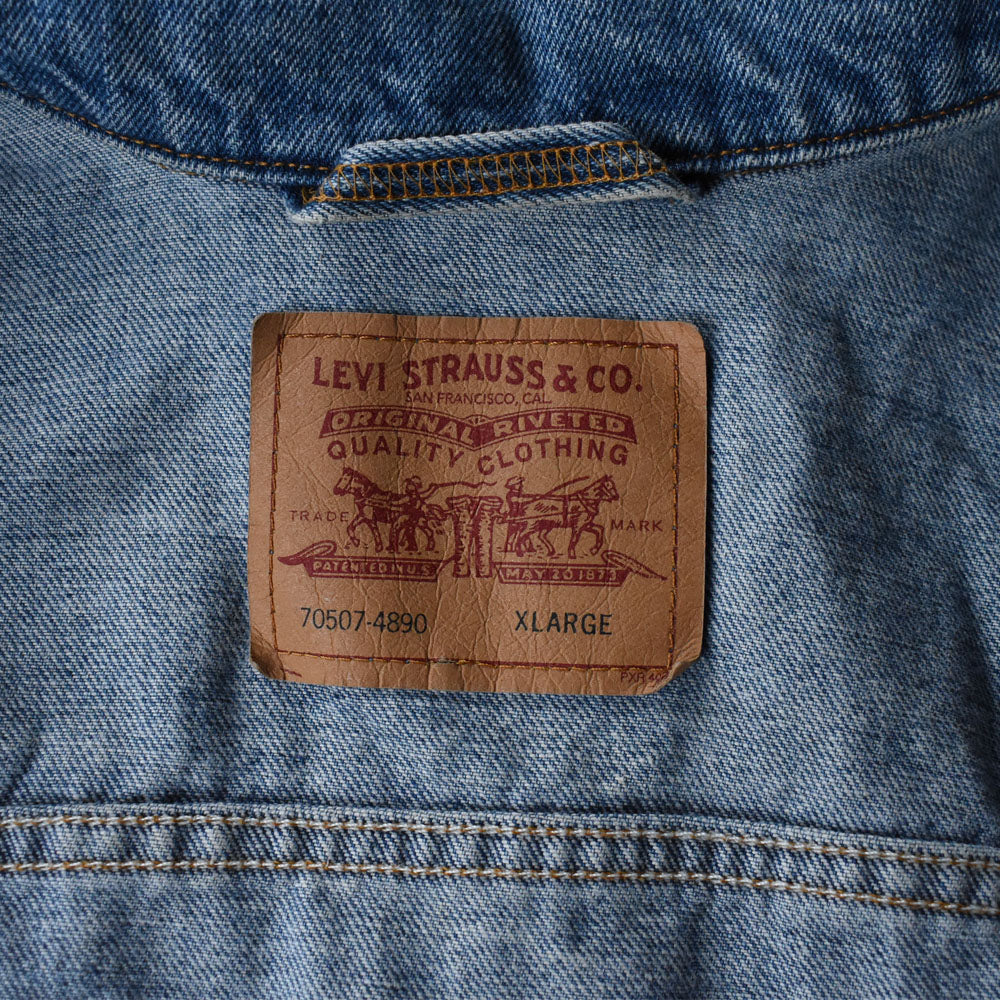 LEVI STRAUSS & CO.
SAN FRANCISCO, CAL.
ORIGINAL RIVETED
QUALITY CLOTHING
TRADE MARK
PATENTED IN U.S. MAY 20 1873
70507-4890 XLARGE